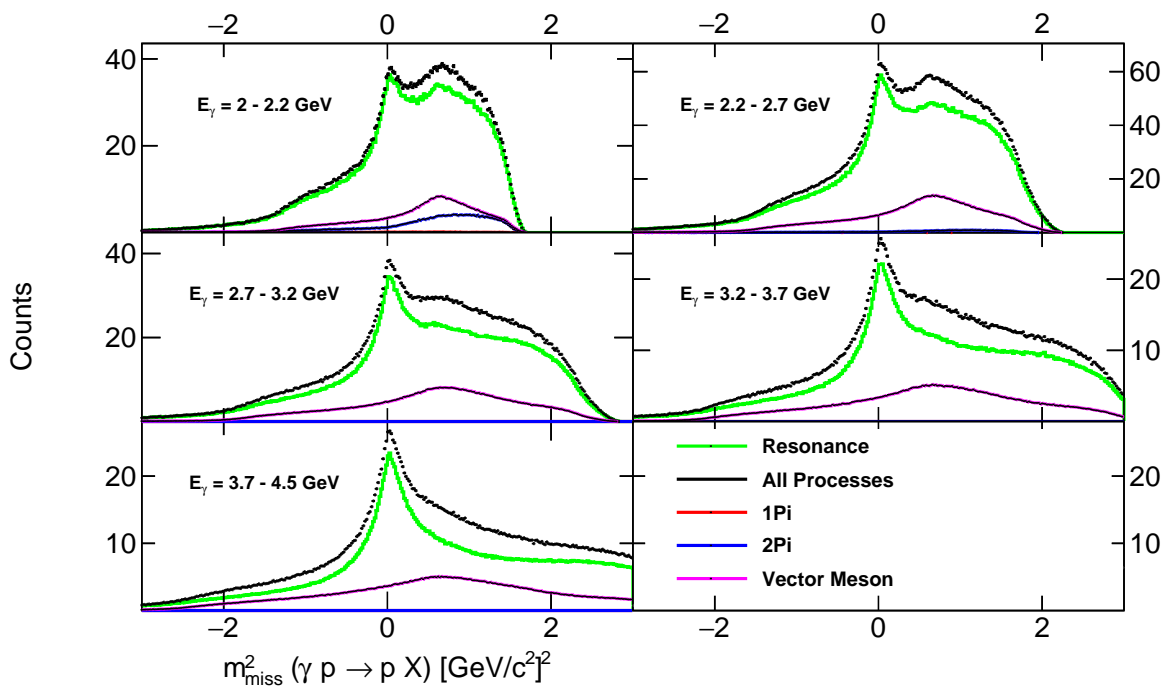 −2 0 2 −2 0 2
40
20
E_γ = 2 - 2.2 GeV
E_γ = 2.2 - 2.7 GeV
60
40
20
40
20
E_γ = 2.7 - 3.2 GeV
E_γ = 3.2 - 3.7 GeV
20
10
Counts
20
10
E_γ = 3.7 - 4.5 GeV
Resonance
All Processes
1Pi
2Pi
Vector Meson
20
10
−2 0 2 −2 0 2
m²_miss (γ p → p X) [GeV/c²]²